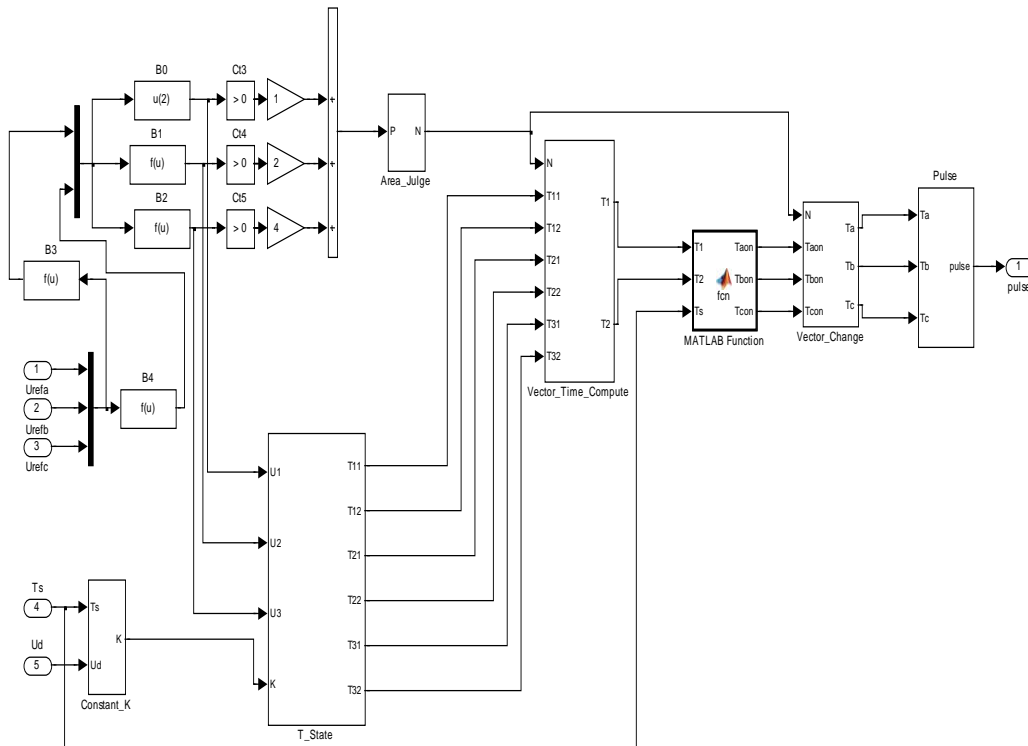 B0
u(2)
Ct3
> 0
1
+
B1
f(u)
Ct4
> 0
2
+
B2
f(u)
Ct5
> 0
4
+
P
N
Area_Julge
B3
f(u)
1
Urefa
2
Urefb
3
Urefc
B4
f(u)
Ts
4
Ud
5
Ts
Ud
K
Constant_K
U1
U2
U3
K
T11
T12
T21
T22
T31
T32
T_State
N
T11
T12
T21
T22
T31
T32
T1
T2
Vector_Time_Compute
T1
T2
Ts
fcn
Taon
Tbon
Tcon
MATLAB Function
N
Taon
Tbon
Tcon
Ta
Tb
Tc
Vector_Change
Pulse
Ta
Tb
Tc
pulse
1
pulse